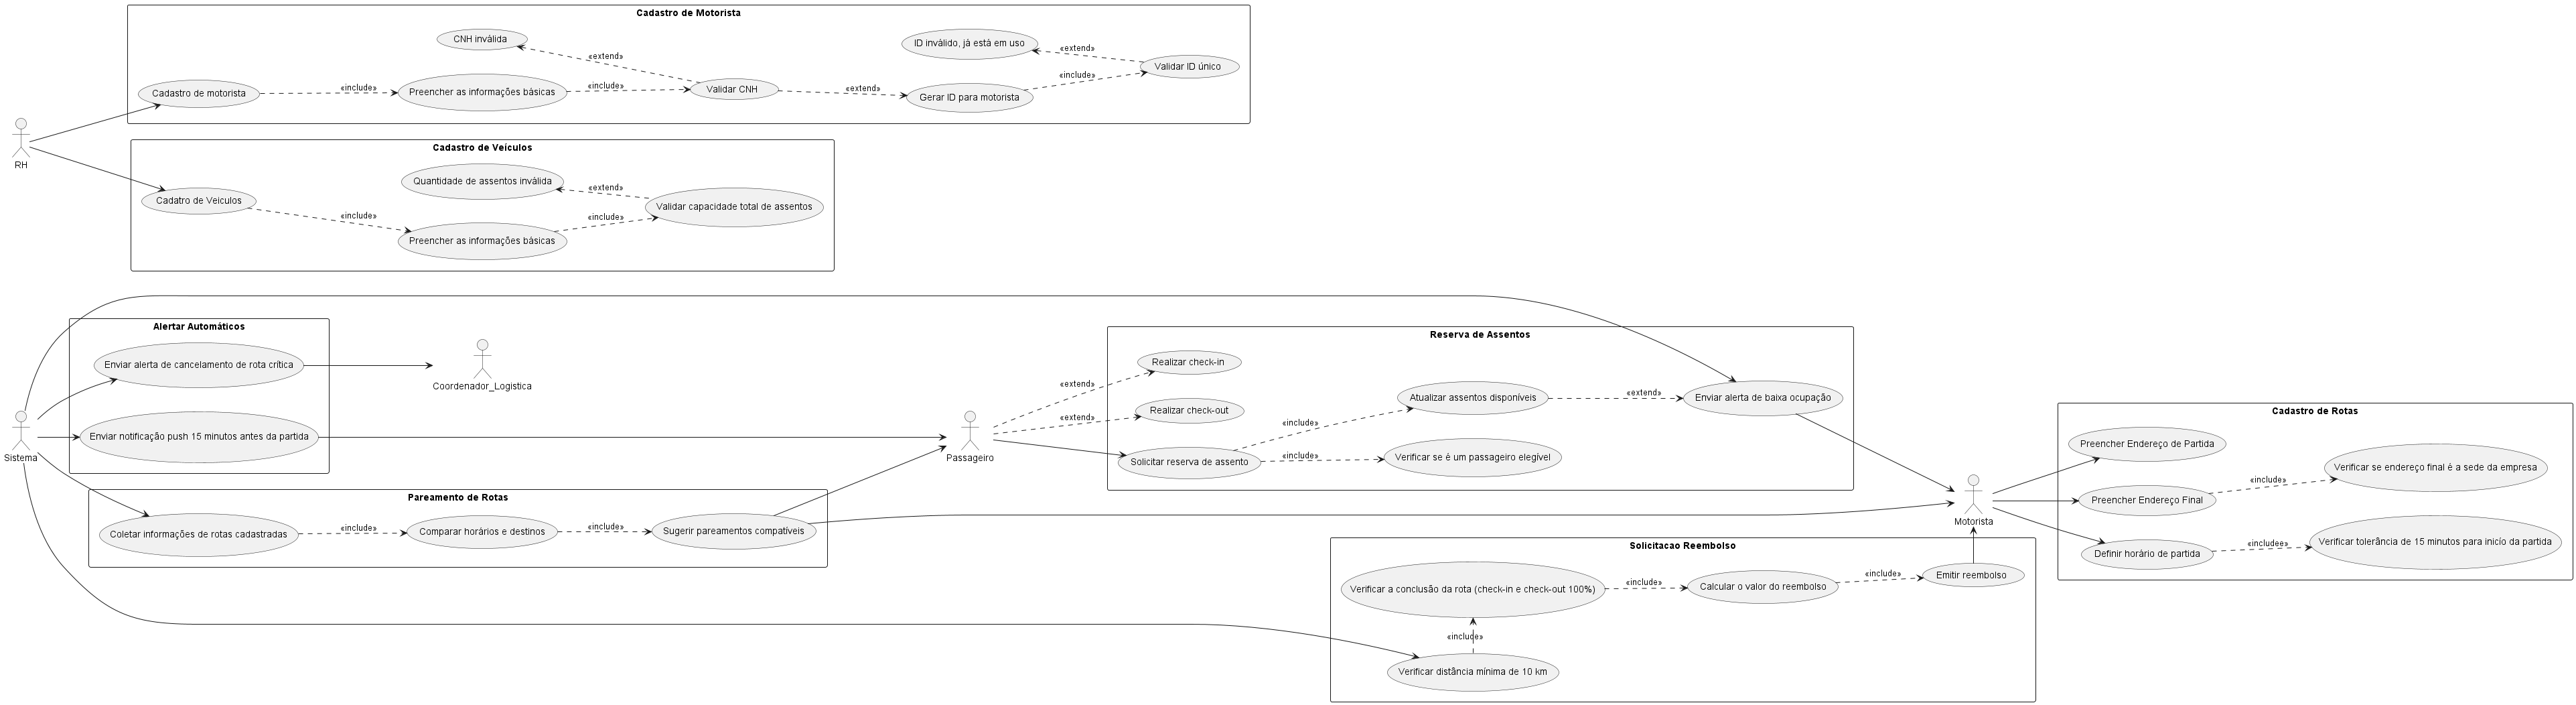 Cadastro de Motorista
CNH inválida
ID inválido, já está em uso
«extend»
«extend»
Validar ID único
«include»
Cadastro de motorista
«include»
Preencher as informações básicas
«include»
Validar CNH
«extend»
Gerar ID para motorista
RH
Cadastro de Veículos
Quantidade de assentos inválida
«extend»
Cadatro de Veiculos
Validar capacidade total de assentos
«include»
«include»
Preencher as informações básicas
Alertar Automáticos
Enviar alerta de cancelamento de rota crítica
Coordenador_Logistica
Enviar notificação push 15 minutos antes da partida
Sistema
Passageiro
Reserva de Assentos
Realizar check-in
«extend»
Realizar check-out
«extend»
Atualizar assentos disponíveis
«extend»
Enviar alerta de baixa ocupação
«include»
Solicitar reserva de assento
«include»
Verificar se é um passageiro elegível
Pareamento de Rotas
Coletar informações de rotas cadastradas
«include»
Comparar horários e destinos
«include»
Sugerir pareamentos compatíveis
Motorista
Cadastro de Rotas
Preencher Endereço de Partida
Verificar se endereço final é a sede da empresa
«include»
Preencher Endereço Final
Definir horário de partida
«includee»
Verificar tolerância de 15 minutos para inicío da partida
Solicitacao Reembolso
Verificar a conclusão da rota (check-in e check-out 100%)
«include»
Calcular o valor do reembolso
«include»
Emitir reembolso
«include»
Verificar distância mínima de 10 km